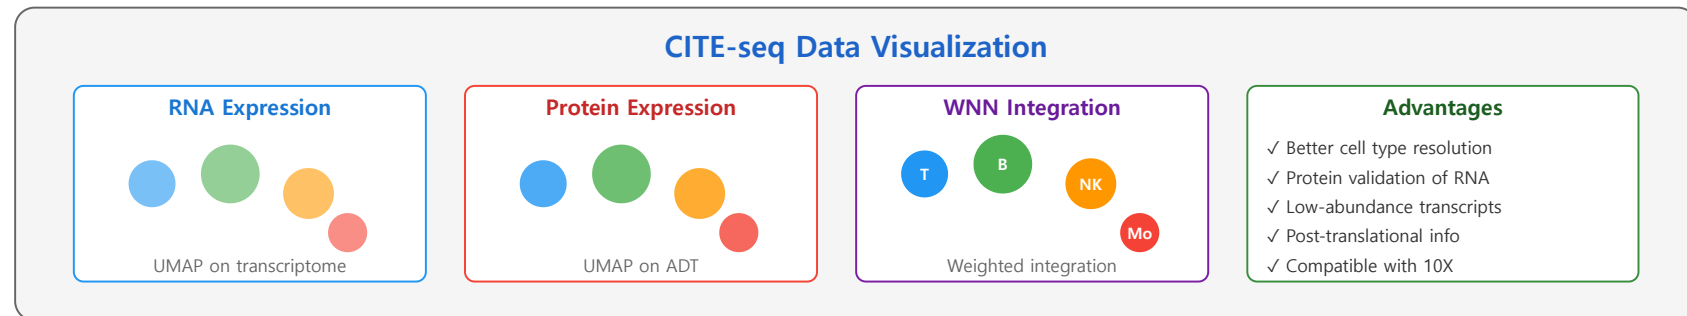 CITE-seq Data Visualization
RNA Expression
UMAP on transcriptome
Protein Expression
UMAP on ADT
WNN Integration
T
B
NK
Mo
Weighted integration
Advantages
✓ Better cell type resolution
✓ Protein validation of RNA
✓ Low-abundance transcripts
✓ Post-translational info
✓ Compatible with 10X